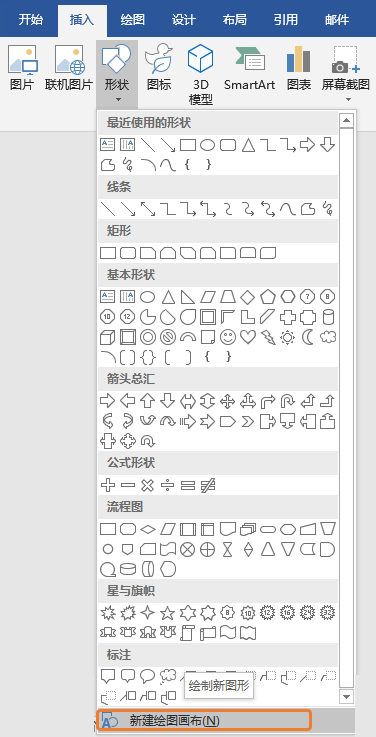 开始 插入 绘图 设计 布局 引用 邮件
图片 联机图片 形状 图标 3D 模型 SmartArt 图表 屏幕截图
最近使用的形状
线条
矩形
基本形状
箭头总汇
公式形状
流程图
星与旗帜
标注
绘制新图形
新建绘图画布(N)